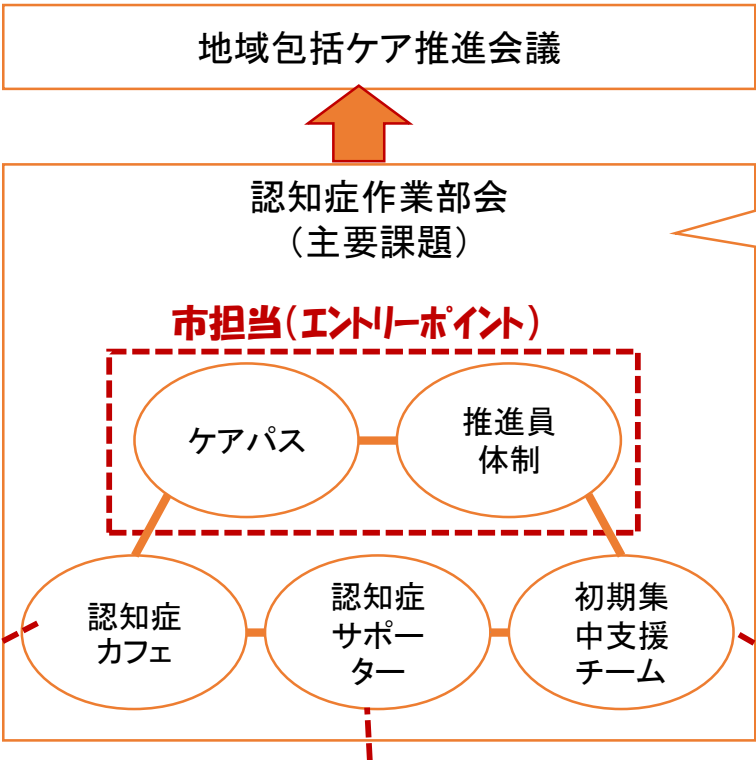 地域包括ケア推進会議
認知症作業部会
（主要課題）
市担当（エントリーポイント）
ケアパス
推進員
体制
認知症
カフェ
認知症
サポー
ター
初期集
中支援
チーム